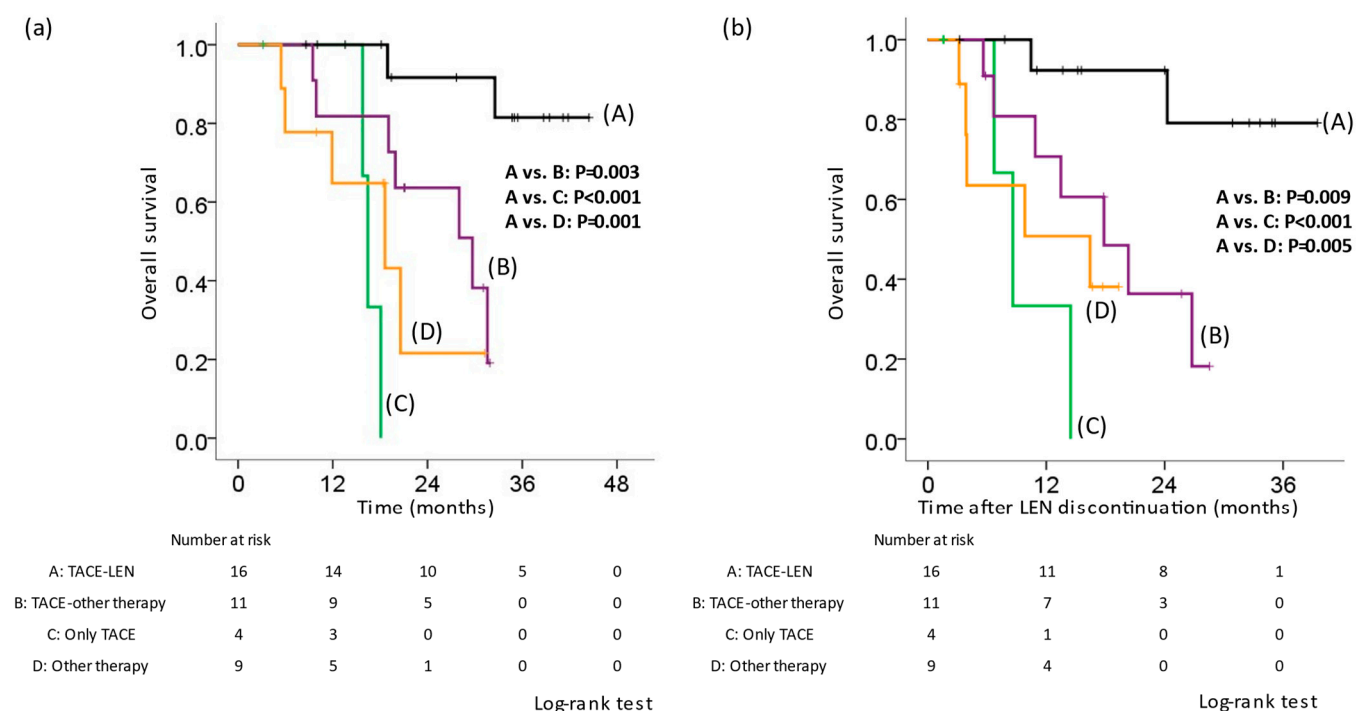 (a)
1.0
0.8
0.6
0.4
0.2
0.0
Overall survival
(A)
A vs. B: P=0.003
A vs. C: P<0.001
A vs. D: P=0.001
(B)
(D)
(C)
0 12 24 36 48
Time (months)
Number at risk
A: TACE-LEN 16 14 10 5 0
B: TACE-other therapy 11 9 5 0 0
C: Only TACE 4 3 0 0 0
D: Other therapy 9 5 1 0 0
Log-rank test
(b)
1.0
0.8
0.6
0.4
0.2
0.0
Overall survival
(A)
A vs. B: P=0.009
A vs. C: P<0.001
A vs. D: P=0.005
(D)
(B)
(C)
0 12 24 36
Time after LEN discontinuation (months)
Number at risk
A: TACE-LEN 16 11 8 1
B: TACE-other therapy 11 7 3 0
C: Only TACE 4 1 0 0
D: Other therapy 9 4 0 0
Log-rank test